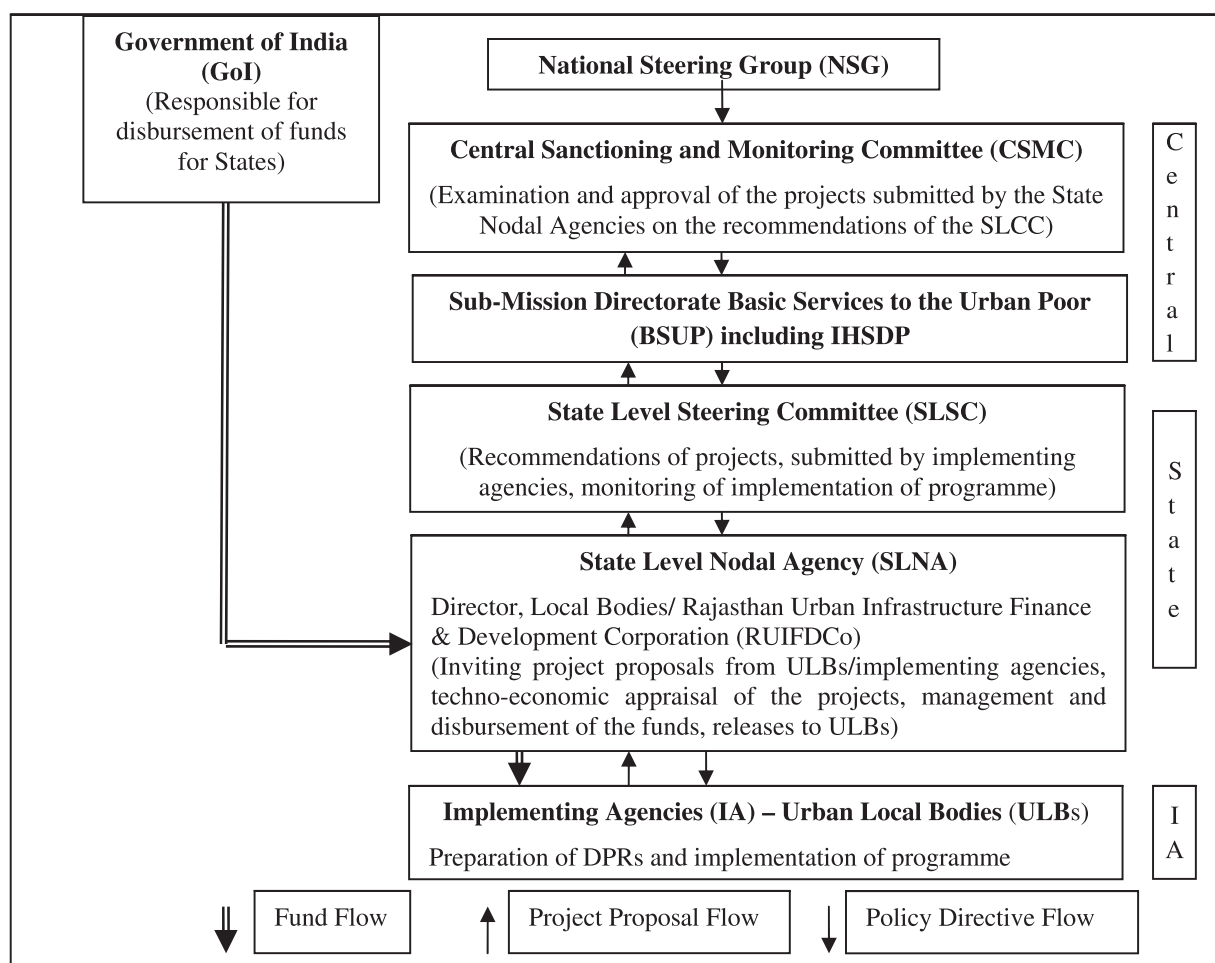 Government of India
(GoI)
(Responsible for
disbursement of funds
for States)
National Steering Group (NSG)
Central Sanctioning and Monitoring Committee (CSMC)
(Examination and approval of the projects submitted by the State
Nodal Agencies on the recommendations of the SLCC)
Sub-Mission Directorate Basic Services to the Urban Poor
(BSUP) including IHSDP
C
e
n
t
r
a
l
State Level Steering Committee (SLSC)
(Recommendations of projects, submitted by implementing
agencies, monitoring of implementation of programme)
State Level Nodal Agency (SLNA)
Director, Local Bodies/ Rajasthan Urban Infrastructure Finance
& Development Corporation (RUIFDCo)
(Inviting project proposals from ULBs/implementing agencies,
techno-economic appraisal of the projects, management and
disbursement of the funds, releases to ULBs)
S
t
a
t
e
Implementing Agencies (IA) – Urban Local Bodies (ULBs)
Preparation of DPRs and implementation of programme
I
A
Fund Flow
Project Proposal Flow
Policy Directive Flow